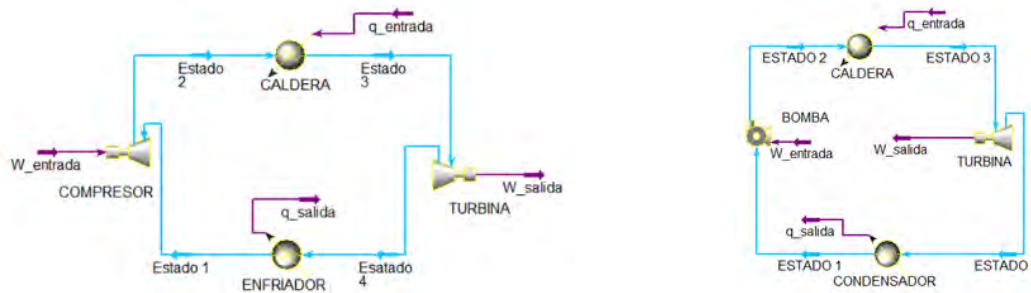 q_entrada
Estado
2
CALDERA
Estado
3
W_entrada
COMPRESOR
W_salida
TURBINA
q_salida
Estado 1
ENFRIADOR
Esatado
4
q_entrada
ESTADO 2
CALDERA
ESTADO 3
BOMBA
W_entrada
W_salida
TURBINA
q_salida
ESTADO 1
CONDENSADOR
ESTADO